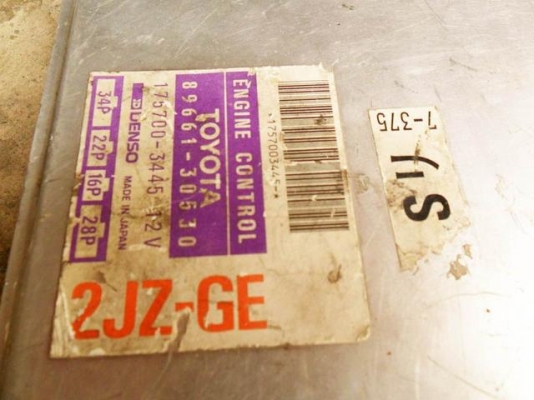 ENGINE CONTROL
TOYOTA
89661-30530
175700-3445 12V
DENSO MADE IN JAPAN
34P 22P 16P 28P
*1757003445-*
2JZ-GE
7-375